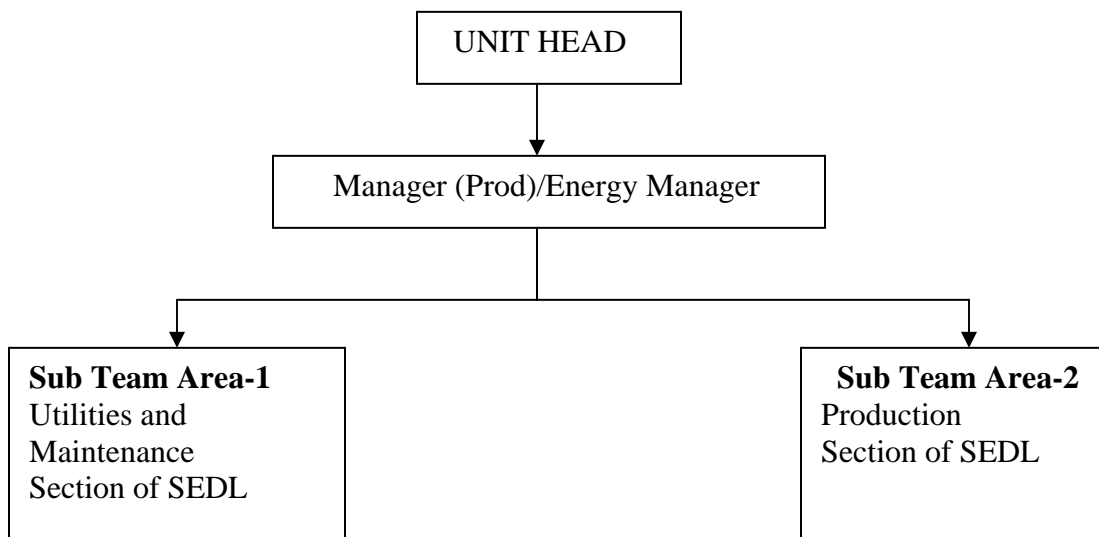 UNIT HEAD
Manager (Prod)/Energy Manager
Sub Team Area-1
Utilities and
Maintenance
Section of SEDL
Sub Team Area-2
Production
Section of SEDL